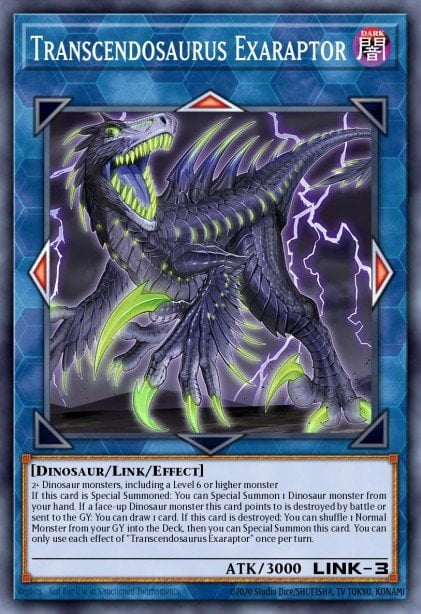 TRANSCENDOSAURUS EXARAPTOR
DARK
闇
[DINOSAUR/LINK/EFFECT]
2+ Dinosaur monsters, including a Level 6 or higher monster
If this card is Special Summoned: You can Special Summon 1 Dinosaur monster from
your hand. If a face-up Dinosaur monster this card points to is destroyed by battle or
sent to the GY: You can draw 1 card. If this card is destroyed: You can shuffle 1 Normal
Monster from your GY into the Deck, then you can Special Summon this card. You can
only use each effect of "Transcendosaurus Exaraptor" once per turn.
ATK/3000 LINK-3
Replica - Not For Use in Sanctioned Tornaments ©2020 Studio Dice/SHUEISHA, TV TOKYO, KONAMI